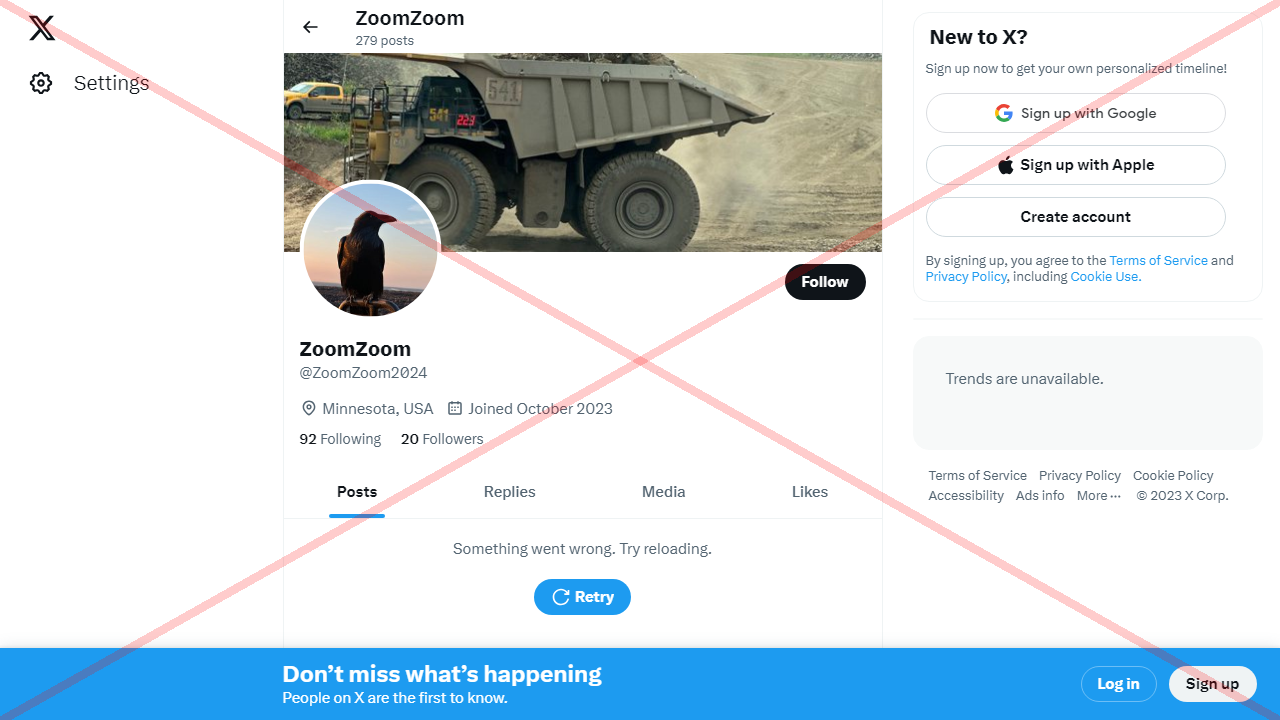 Settings
ZoomZoom
279 posts
541
541
223
Follow
ZoomZoom
@ZoomZoom2024
Minnesota, USA Joined October 2023
92 Following 20 Followers
Posts Replies Media Likes
Something went wrong. Try reloading.
Retry
New to X?
Sign up now to get your own personalized timeline!
Sign up with Google
Sign up with Apple
Create account
By signing up, you agree to the Terms of Service and
Privacy Policy, including Cookie Use.
Trends are unavailable.
Terms of Service Privacy Policy Cookie Policy
Accessibility Ads info More ··· © 2023 X Corp.
Don’t miss what’s happening
People on X are the first to know.
Log in Sign up